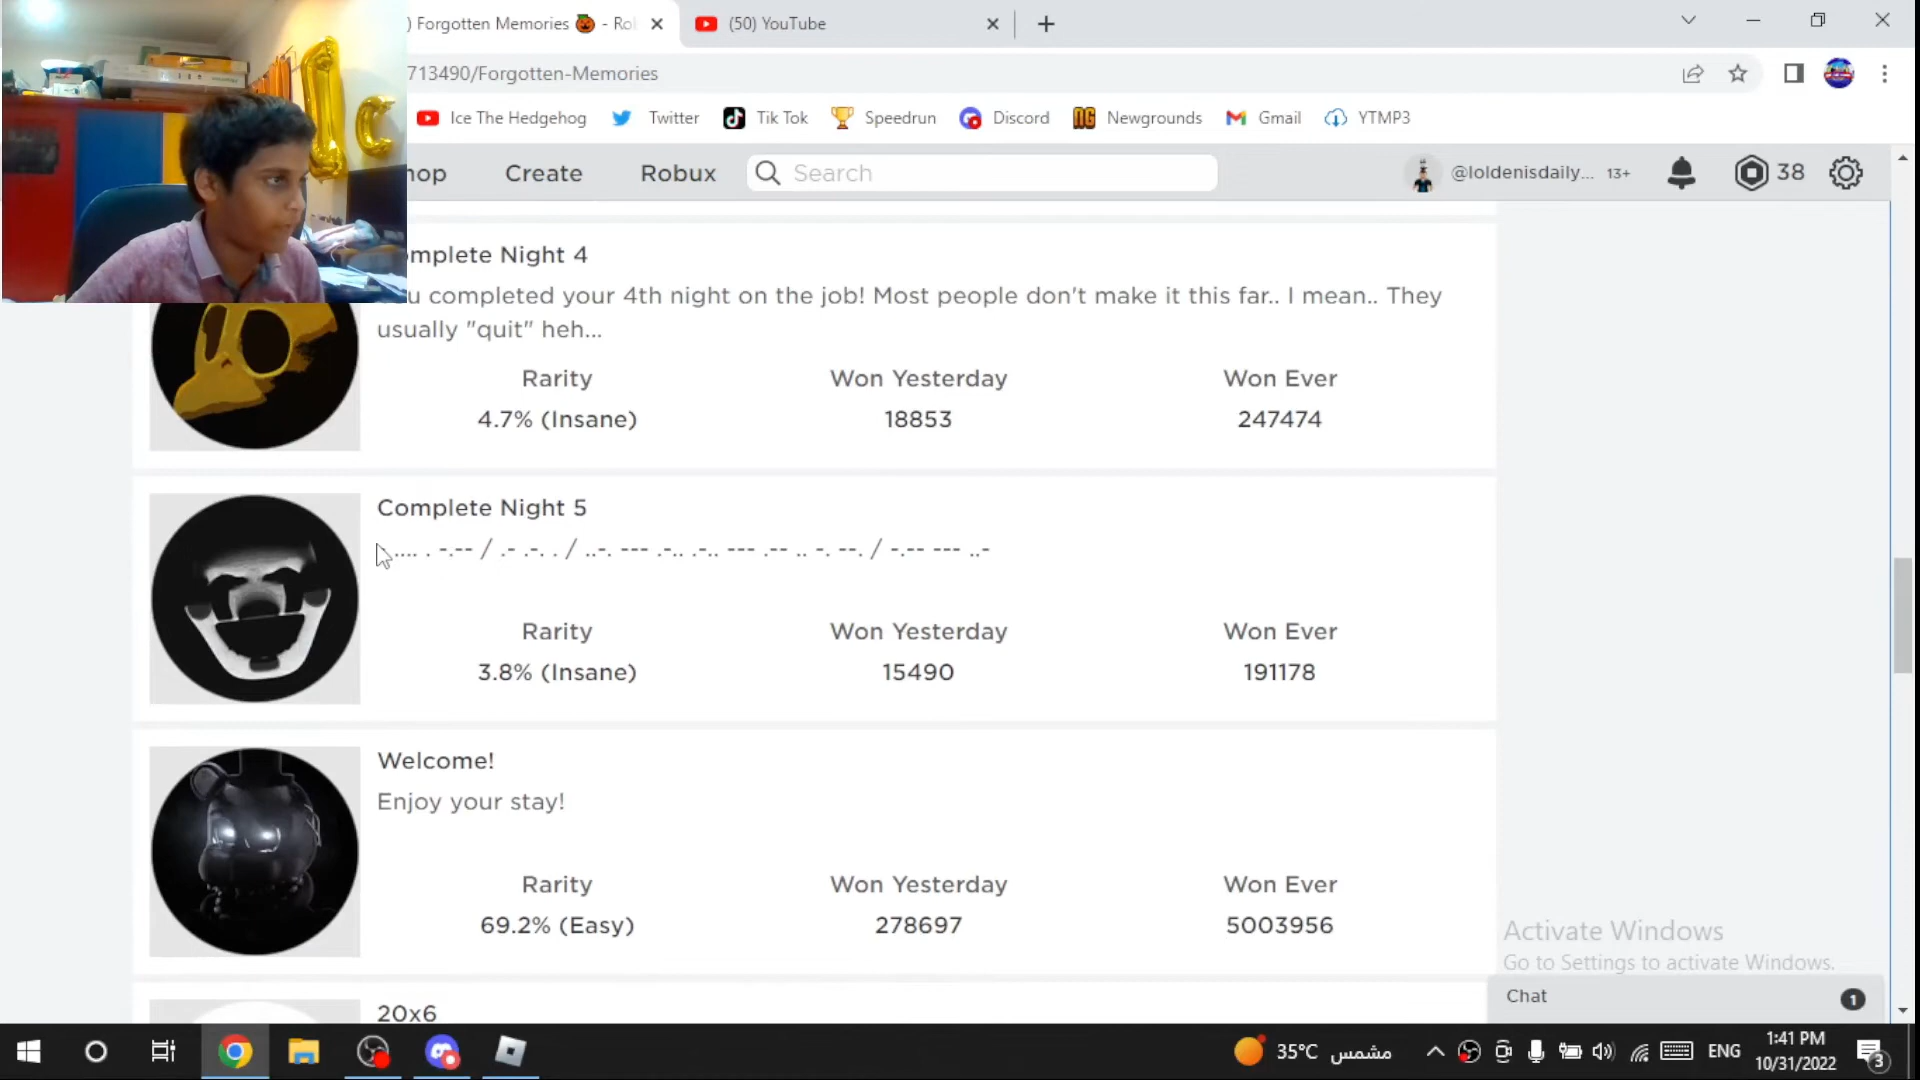 ) Forgotten Memories 🎃 - Ro
(50) YouTube
713490/Forgotten-Memories
Ice The Hedgehog
Twitter
Tik Tok
Speedrun
Discord
Newgrounds
Gmail
YTMP3
hop
Create
Robux
Search
@loldenisdaily...
13+
38
omplete Night 4
u completed your 4th night on the job! Most people don't make it this far.. I mean.. They
usually "quit" heh...
Rarity
Won Yesterday
Won Ever
4.7% (Insane)
18853
247474
Complete Night 5
.... . -.-- / .- .-. . / ..-. --- .-.. .-.. --- .-- .. -. --. / -.-- --- ..-
Rarity
Won Yesterday
Won Ever
3.8% (Insane)
15490
191178
Welcome!
Enjoy your stay!
Rarity
Won Yesterday
Won Ever
69.2% (Easy)
278697
5003956
Activate Windows
Go to Settings to activate Windows.
20x6
Chat
1
35°C مشمس
ENG
1:41 PM
10/31/2022
3